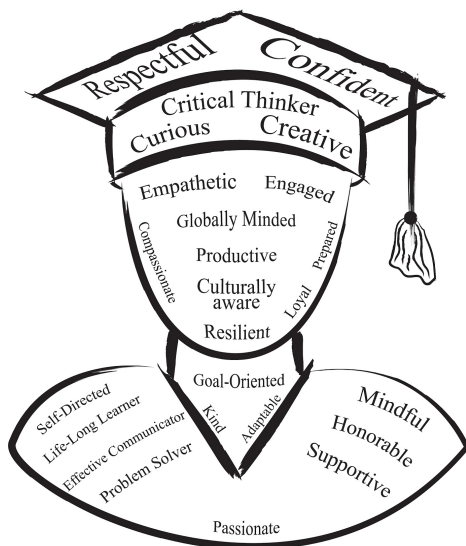 Respectful
Confident
Critical Thinker
Curious
Creative
Empathetic
Engaged
Globally Minded
Compassionate
Productive
Prepared
Culturally
aware
Loyal
Resilient
Goal-Oriented
Kind
Adaptable
Self-Directed
Life-Long Learner
Effective Communicator
Problem Solver
Mindful
Honorable
Supportive
Passionate